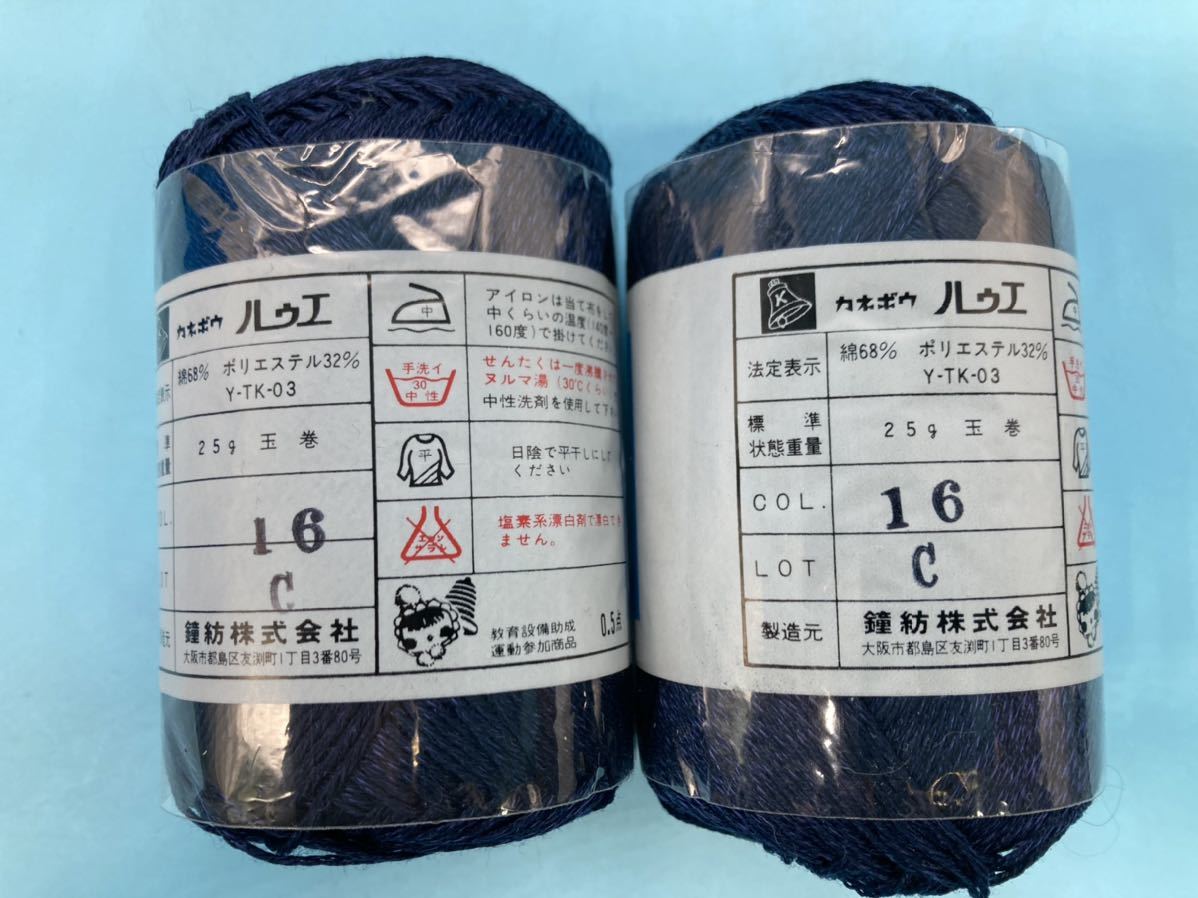 カネボウ ルゥエ
綿68% ポリエステル32%
Y-TK-03
25g 玉巻
16
C
鐘紡株式会社
大阪市都島区友渕町1丁目3番80号
中
アイロンは当て布をし
中くらいの温度(140度
160度)で掛けてくださ
手洗イ
30
中性
せんたくは一度沸騰
ヌルマ湯(30℃くら
中性洗剤を使用して下
平
日陰で平干しにし
ください
エンソ
サラシ
塩素系漂白剤で漂白で
ません。
教育設備助成
運動参加商品
0.5点
K
カネボウ ルゥエ
法定表示
綿68% ポリエステル32%
Y-TK-03
標準
状態重量
25g 玉巻
COL.
16
LOT
C
製造元
鐘紡株式会社
大阪市都島区友渕町1丁目3番80号